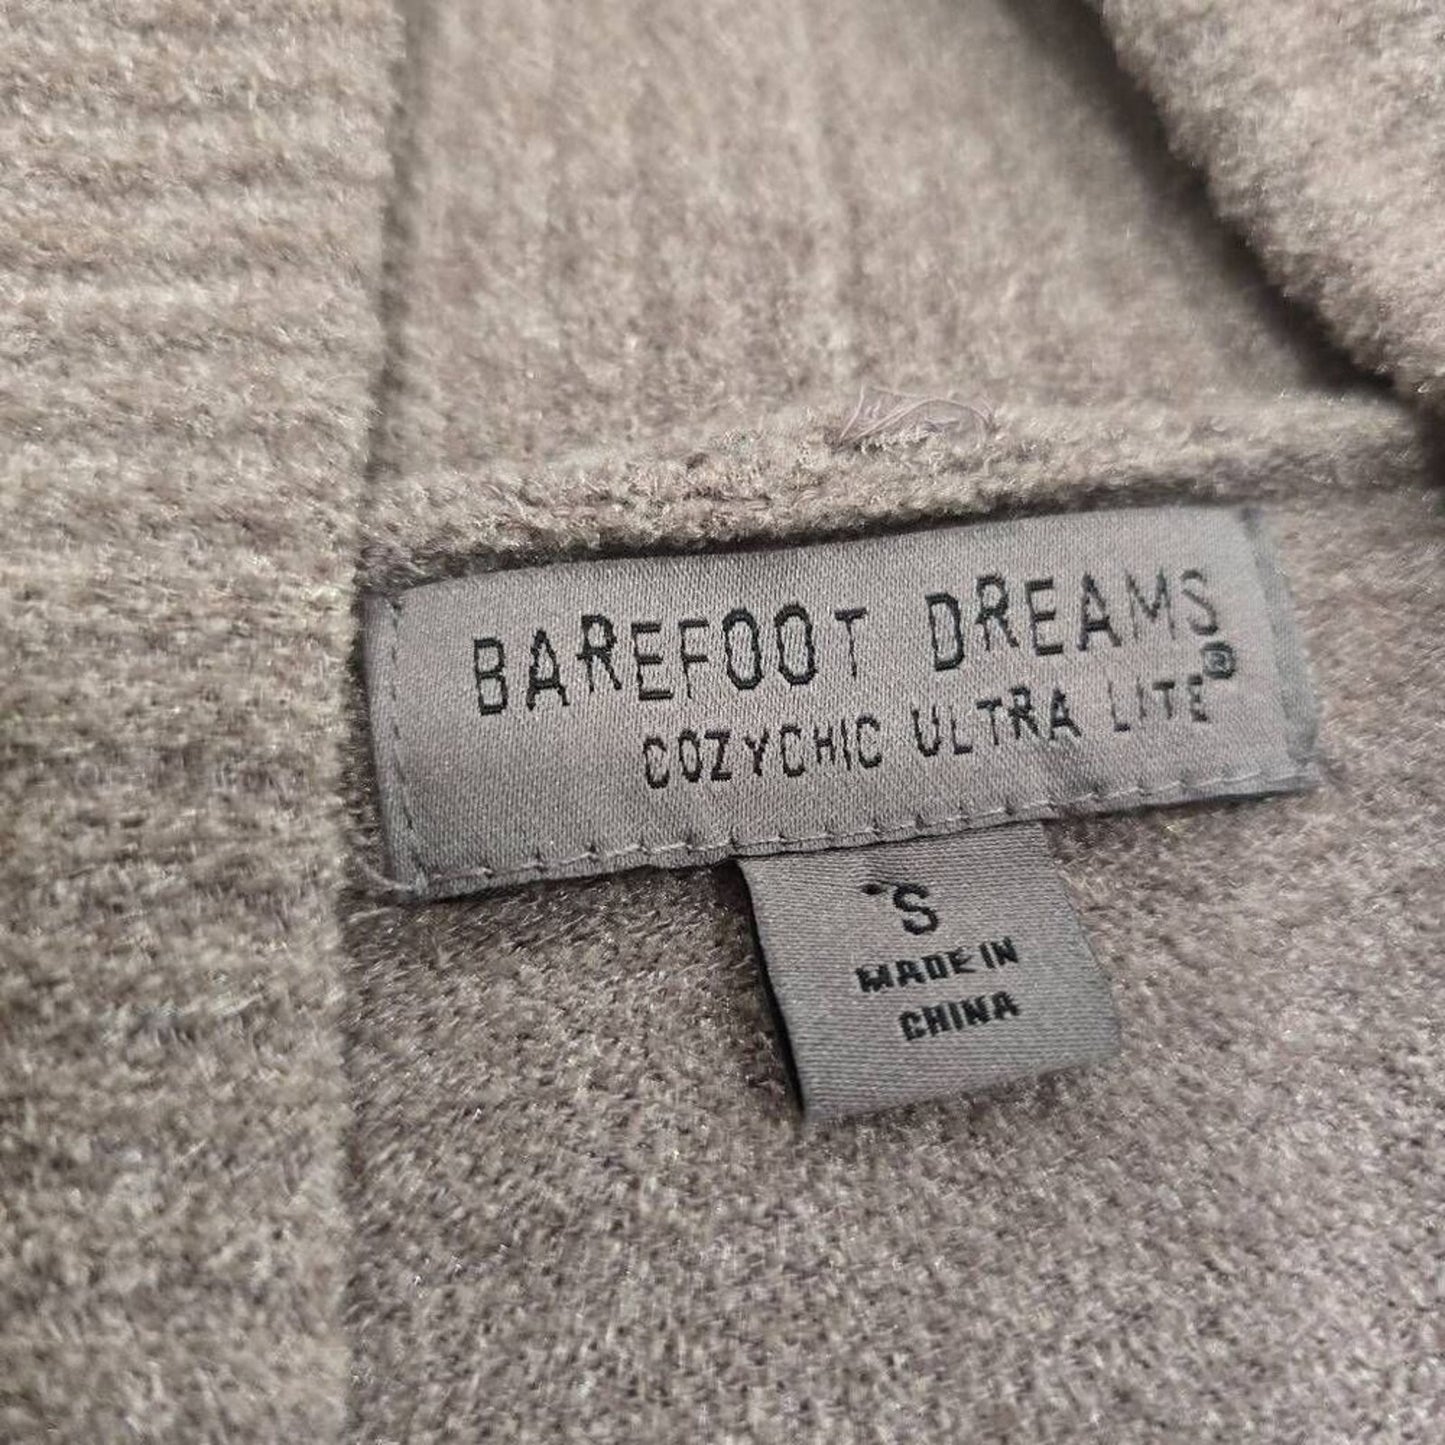 BAREFOOT DREAMS
COZYCHIC ULTRA LITE®
S
MADE IN
CHINA